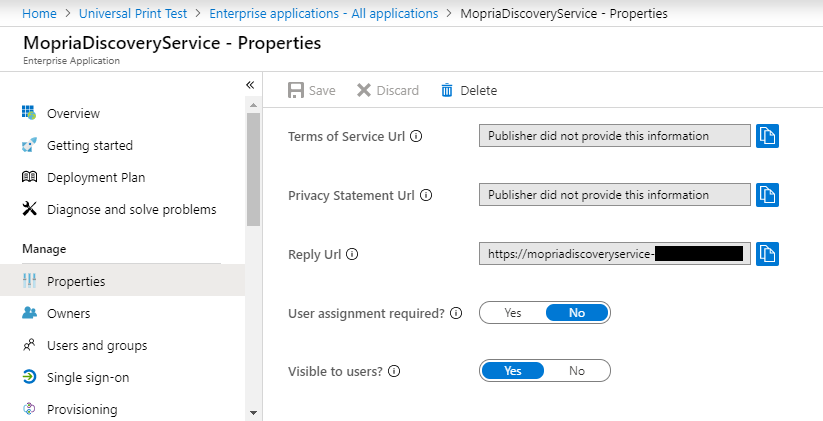 Home > Universal Print Test > Enterprise applications - All applications > MopriaDiscoveryService - Properties
MopriaDiscoveryService - Properties
Enterprise Application
«
Overview
Getting started
Deployment Plan
Diagnose and solve problems
Manage
Properties
Owners
Users and groups
Single sign-on
Provisioning
Save Discard Delete
Terms of Service Url Publisher did not provide this information
Privacy Statement Url Publisher did not provide this information
Reply Url https://mopriadiscoveryservice-
User assignment required? Yes No
Visible to users? Yes No